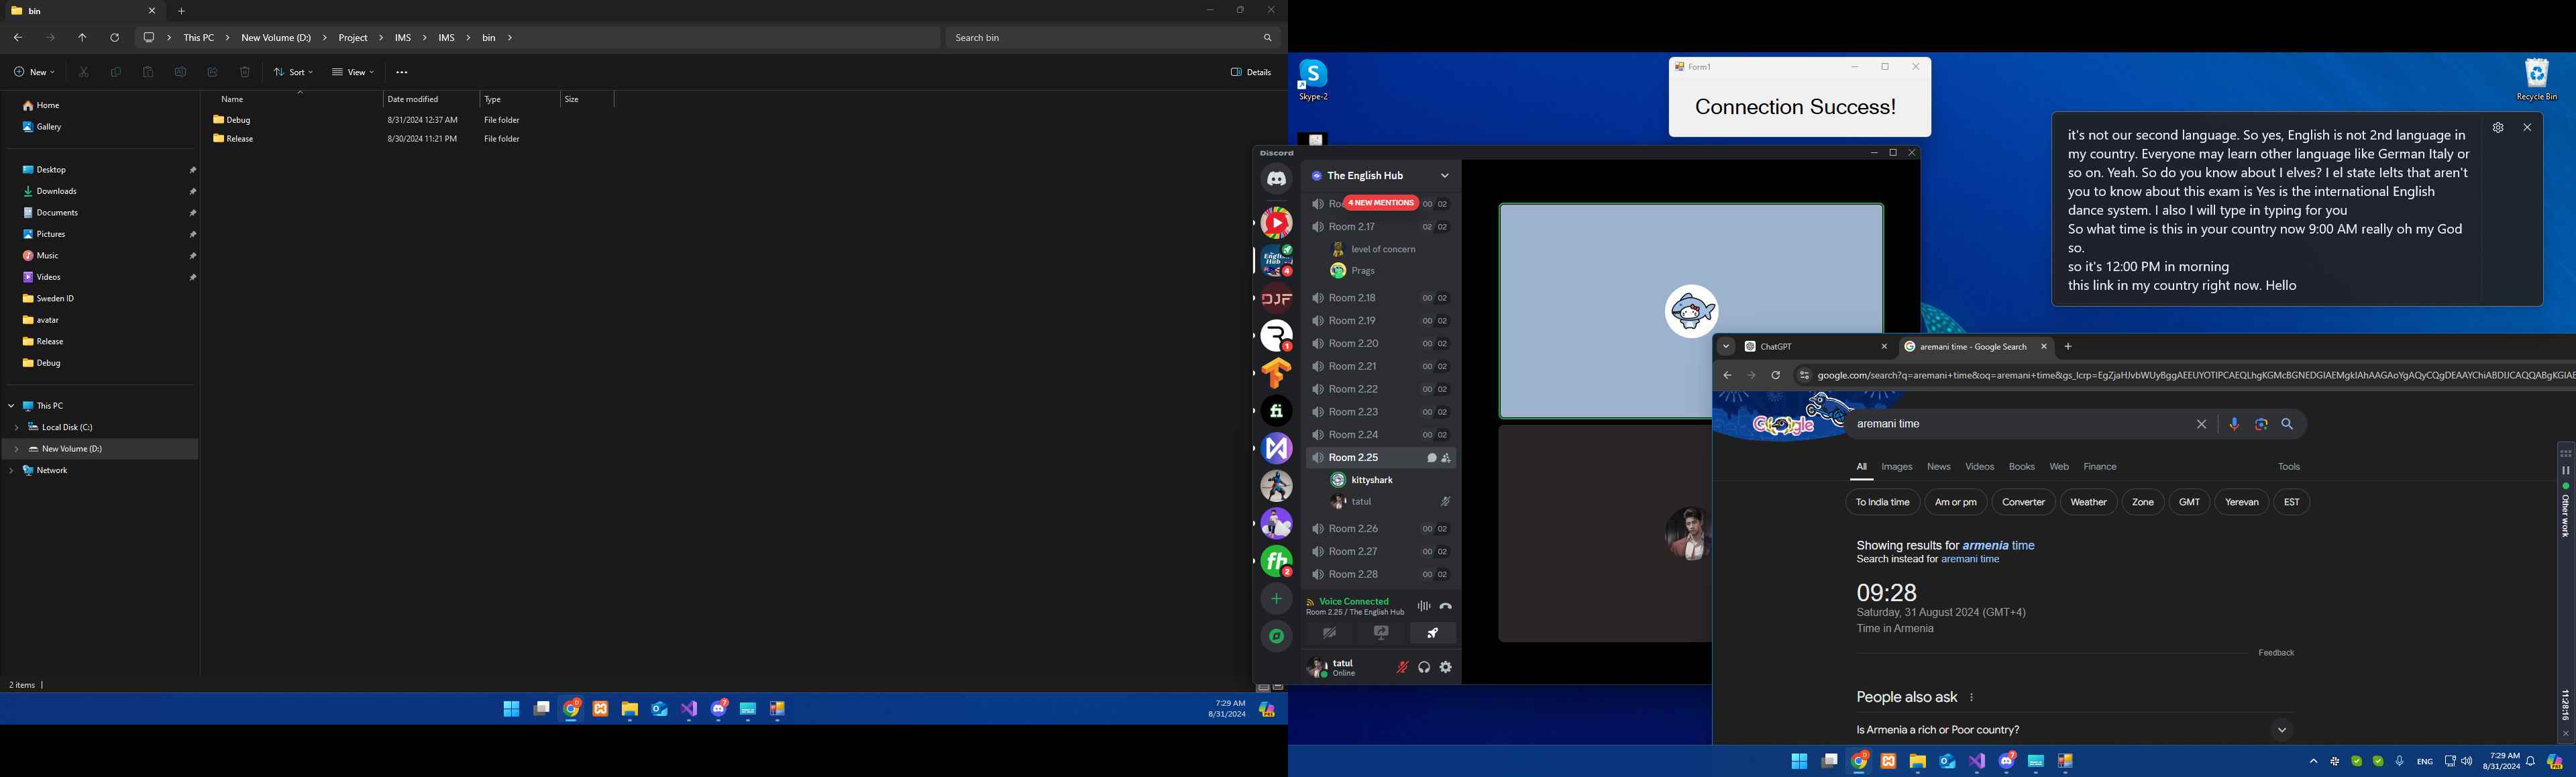 bin
This PC
New Volume (D:)
Project
IMS
IMS
bin
Search bin
New
Sort
View
Details
Name
Date modified
Type
Size
Home
Gallery
Debug
8/31/2024 12:37 AM
File folder
Release
8/30/2024 11:21 PM
File folder
Desktop
Downloads
Documents
Pictures
Music
Videos
Sweden ID
avatar
Release
Debug
This PC
Local Disk (C:)
New Volume (D:)
Network
2 items
7:29 AM
8/31/2024
Skype-2
Form1
Connection Success!
Recycle Bin
it's not our second language. So yes, English is not 2nd language in
my country. Everyone may learn other language like German Italy or
so on. Yeah. So do you know about I elves? I el state Ielts that aren't
you to know about this exam is Yes is the international English
dance system. I also I will type in typing for you
So what time is this in your country now 9:00 AM really oh my God
so.
so it's 12:00 PM in morning
this link in my country right now. Hello
Discord
The English Hub
4 NEW MENTIONS
00 02
Room 2.17
02 02
level of concern
Prags
Room 2.18
00 02
Room 2.19
00 02
Room 2.20
00 02
Room 2.21
00 02
Room 2.22
00 02
Room 2.23
00 02
Room 2.24
00 02
Room 2.25
kittyshark
tatul
Room 2.26
00 02
Room 2.27
00 02
Room 2.28
00 02
Voice Connected
Room 2.25 / The English Hub
tatul
Online
DJF
fi
fh
ChatGPT
aremani time - Google Search
google.com/search?q=aremani+time&oq=aremani+time&gs_lcrp=
aremani time
All
Images
News
Videos
Books
Web
Finance
Tools
To India time
Am or pm
Converter
Weather
Zone
GMT
Yerevan
EST
Showing results for armenia time
Search instead for aremani time
09:28
Saturday, 31 August 2024 (GMT+4)
Time in Armenia
Feedback
People also ask
Is Armenia a rich or Poor country?
Other work
11:28:16
ENG
7:29 AM
8/31/2024